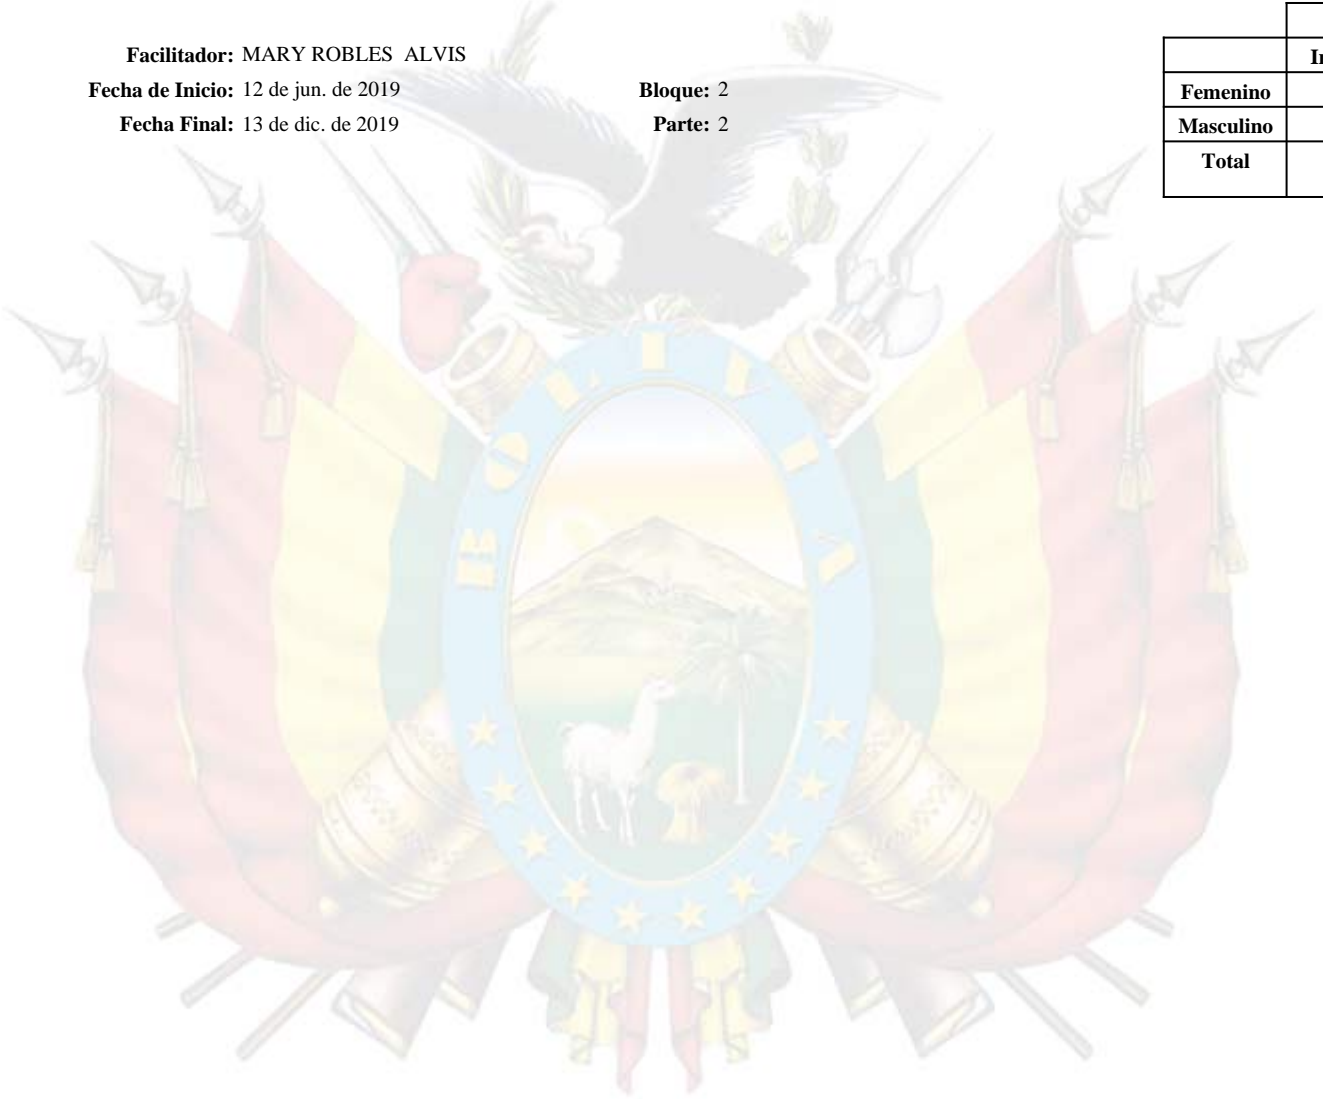 Facilitador: MARY ROBLES ALVIS
Fecha de Inicio: 12 de jun. de 2019 Bloque: 2
Fecha Final: 13 de dic. de 2019 Parte: 2
Femenino
Masculino
Total
BOLIVIA